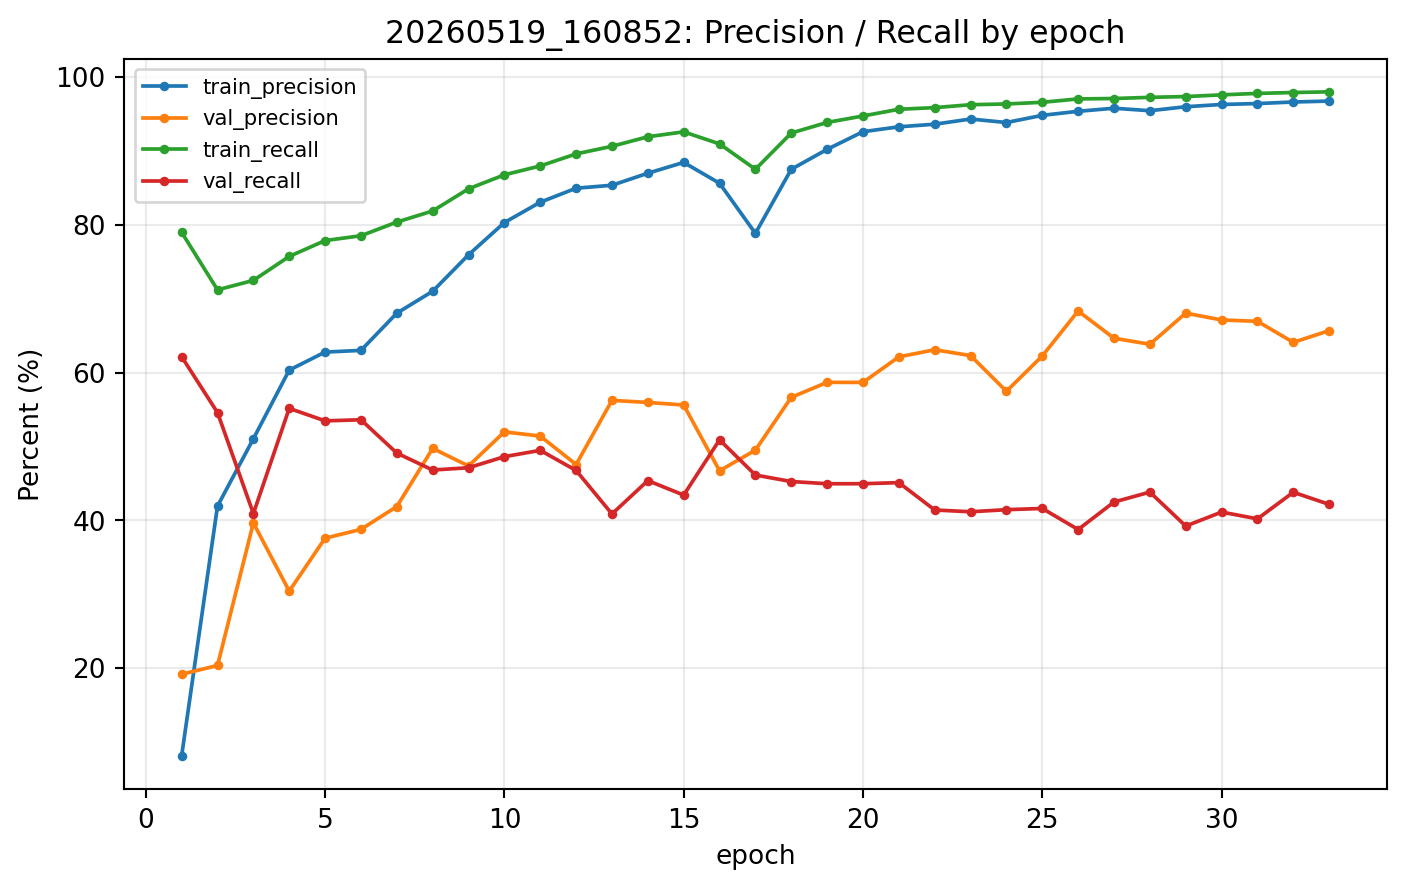 20260519_160852: Precision / Recall by epoch
train_precision
val_precision
train_recall
val_recall
Percent (%)
100
80
60
40
20
0 5 10 15 20 25 30
epoch